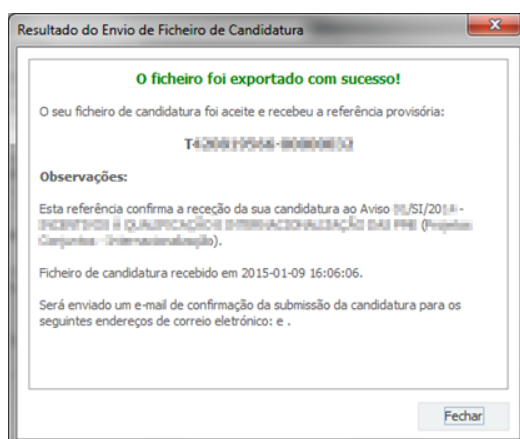 Resultado do Envio de Ficheiro de Candidatura
O ficheiro foi exportado com sucesso!
O seu ficheiro de candidatura foi aceite e recebeu a referência provisória:
Observações:
Esta referência confirma a receção da sua candidatura ao Aviso /SI/201 -
Ficheiro de candidatura recebido em 2015-01-09 16:06:06.
Será enviado um e-mail de confirmação da submissão da candidatura para os
seguintes endereços de correio eletrónico: e .
Fechar